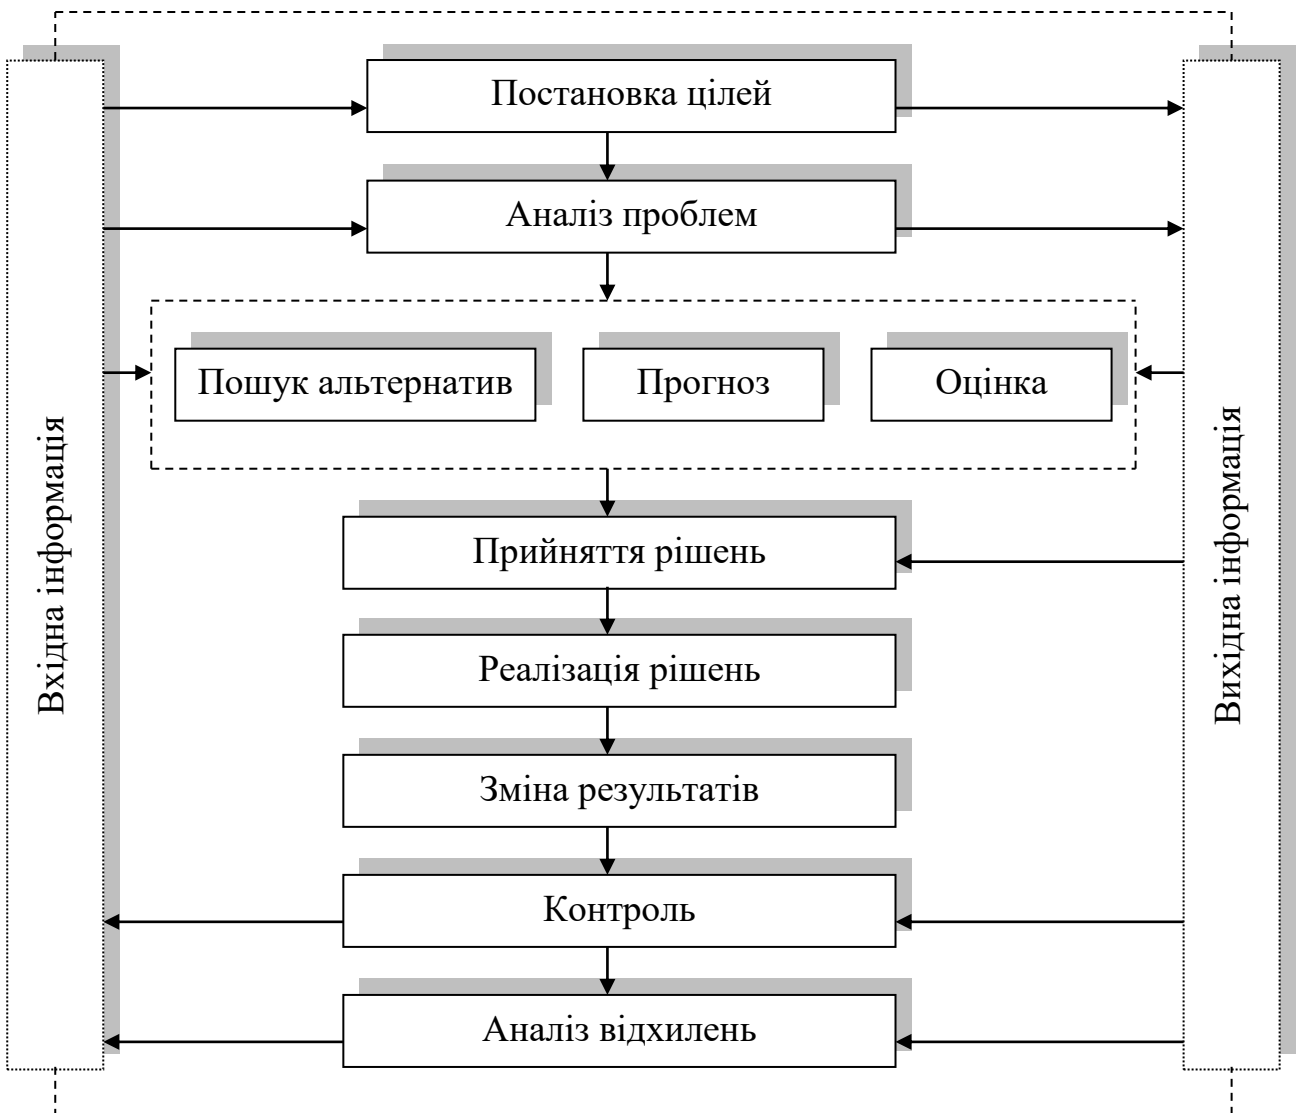 Постановка цілей
Аналіз проблем
Пошук альтернатив
Прогноз
Оцінка
Вхідна інформація
Вихідна інформація
Прийняття рішень
Реалізація рішень
Зміна результатів
Контроль
Аналіз відхилень